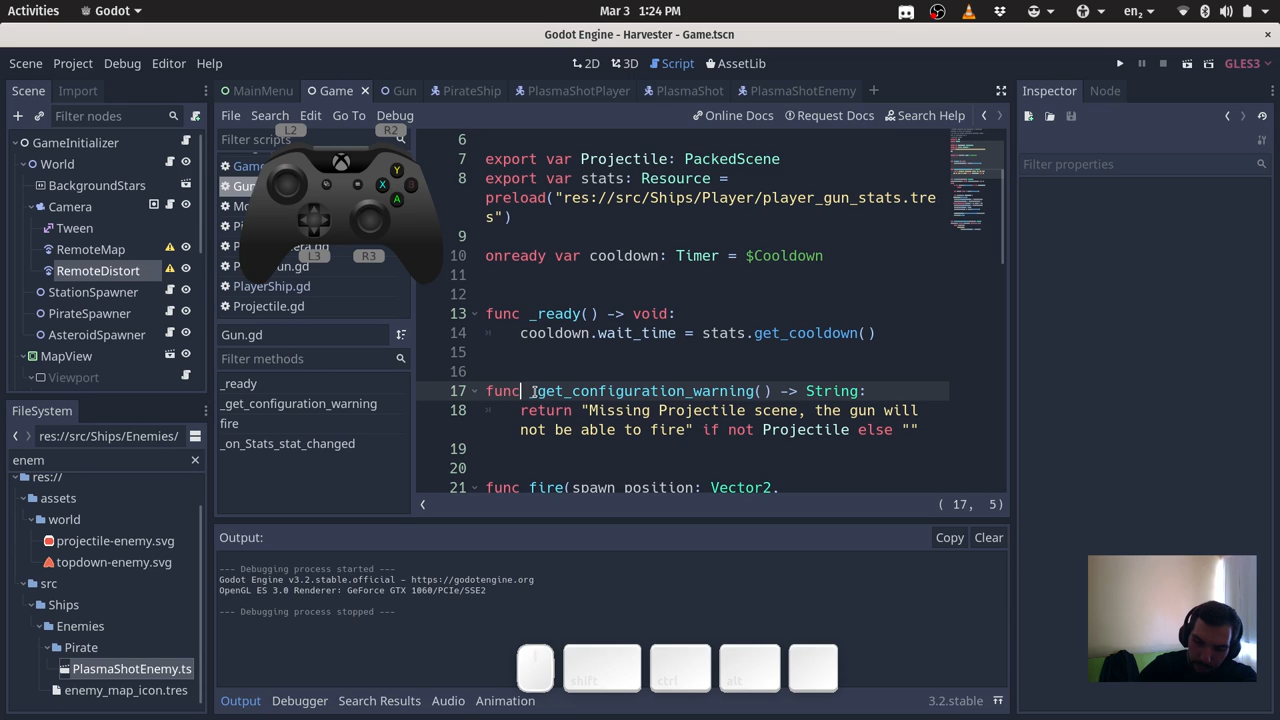 Activities Godot Mar 3 1:24 PM en₂
Godot Engine - Harvester - Game.tscn ×
Scene Project Debug Editor Help 2D 3D Script AssetLib GLES3
Scene Import MainMenu Game Gun PirateShip PlasmaShotPlayer PlasmaShot PlasmaShotEnemy Inspector Node
Filter nodes File Search Edit Go To Debug Online Docs Request Docs Search Help
L2 R2
Filter scripts
Filter properties
GameInitializer
World
BackgroundStars
Camera
Tween
RemoteMap
RemoteDistort
StationSpawner
PirateSpawner
AsteroidSpawner
MapView
Viewport
Y
X B
A
L3 R3
PlayerShip.gd
Projectile.gd
Gun.gd
Filter methods
_ready
_get_configuration_warning
fire
_on_Stats_stat_changed
6
7 export var Projectile: PackedScene
8 export var stats: Resource =
preload("res://src/Ships/Player/player_gun_stats.tre
s")
9
10 onready var cooldown: Timer = $Cooldown
11
12
13 func _ready() -> void:
14 cooldown.wait_time = stats.get_cooldown()
15
16
17 func _get_configuration_warning() -> String:
18 return "Missing Projectile scene, the gun will
not be able to fire" if not Projectile else ""
19
20
21 func fire(spawn_position: Vector2,
( 17, 5)
FileSystem
res://src/Ships/Enemies/
enem
res://
assets
world
projectile-enemy.svg
topdown-enemy.svg
src
Ships
Enemies
Pirate
PlasmaShotEnemy.ts
enemy_map_icon.tres
Output: Copy Clear
--- Debugging process started ---
Godot Engine v3.2.stable.official - https://godotengine.org
OpenGL ES 3.0 Renderer: GeForce GTX 1060/PCIe/SSE2
--- Debugging process stopped ---
shift ctrl alt
Output Debugger Search Results Audio Animation 3.2.stable